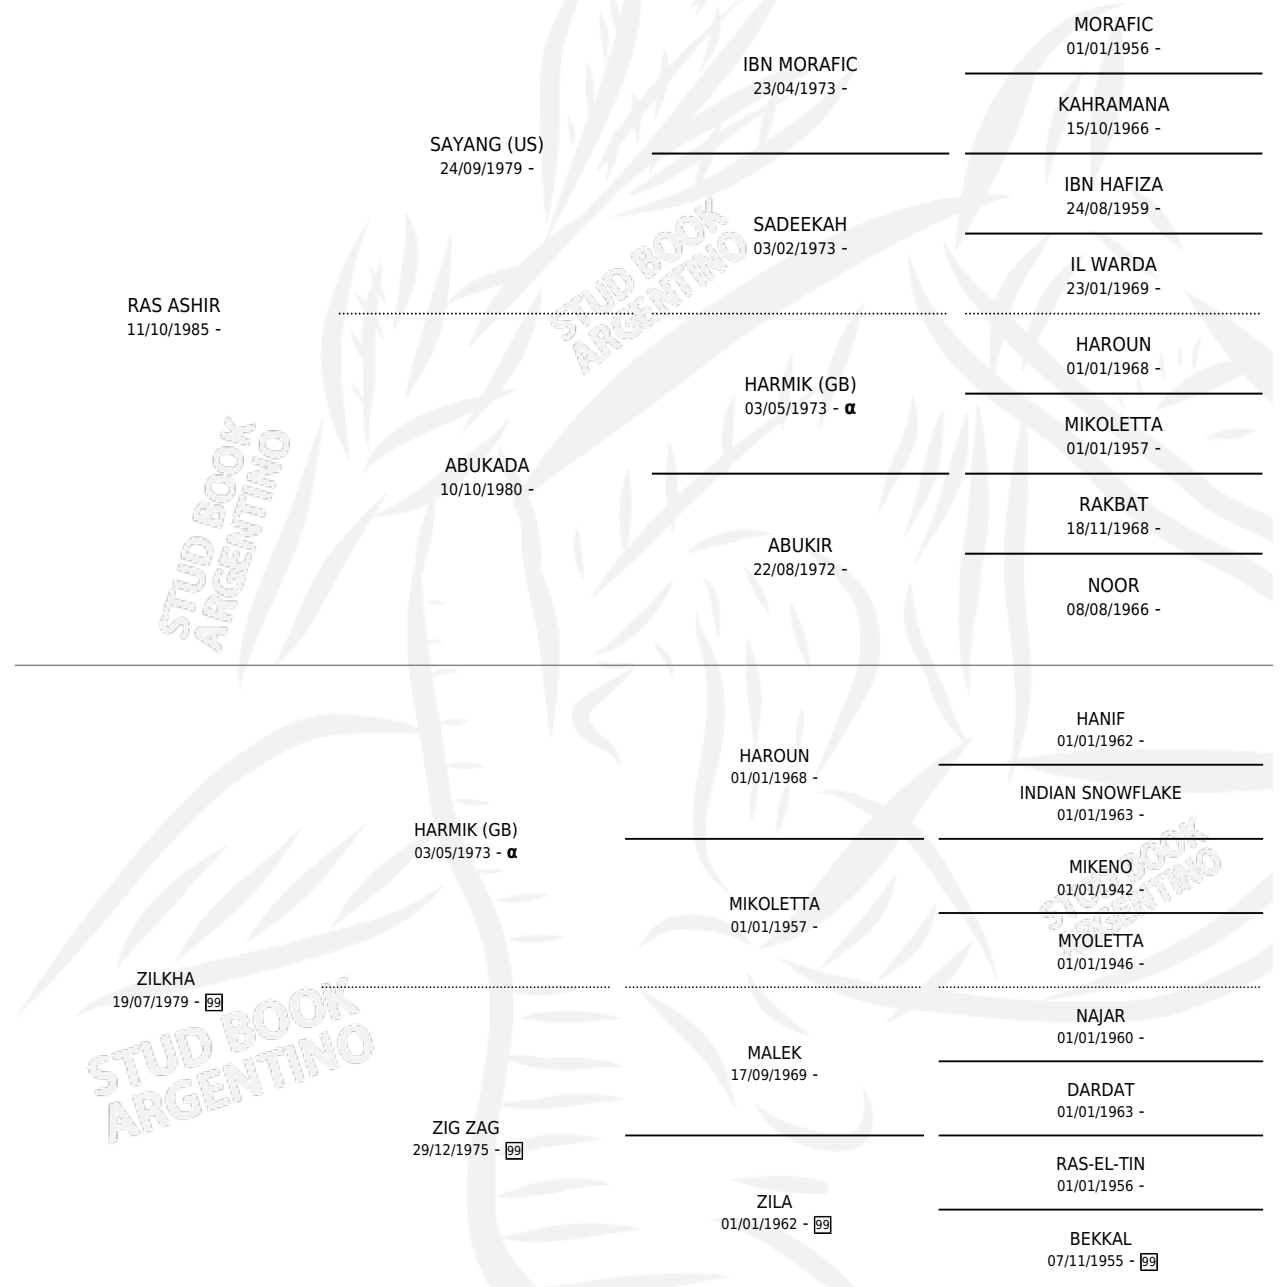 MORAFIC
01/01/1956 -
IBN MORAFIC
23/04/1973 -
KAHRAMANA
15/10/1966 -
SAYANG (US)
24/09/1979 -
IBN HAFIZA
24/08/1959 -
SADEEKAH
03/02/1973 -
IL WARDA
23/01/1969 -
RAS ASHIR
11/10/1985 -
HAROUN
01/01/1968 -
HARMIK (GB)
03/05/1973 - α
MIKOLETTA
01/01/1957 -
ABUKADA
10/10/1980 -
RAKBAT
18/11/1968 -
ABUKIR
22/08/1972 -
NOOR
08/08/1966 -
STUD BOOK
ARGENTINO
STUD BOOK
ARGENTINO
HANIF
01/01/1962 -
HAROUN
01/01/1968 -
INDIAN SNOWFLAKE
01/01/1963 -
HARMIK (GB)
03/05/1973 - α
MIKENO
01/01/1942 -
MIKOLETTA
01/01/1957 -
MYOLETTA
01/01/1946 -
ZILKHA
19/07/1979 - 99
NAJAR
01/01/1960 -
MALEK
17/09/1969 -
DARDAT
01/01/1963 -
ZIG ZAG
29/12/1975 - 99
RAS-EL-TIN
01/01/1956 -
ZILA
01/01/1962 - 99
BEKKAL
07/11/1955 - 99
STUD BOOK
ARGENTINO
STUD BOOK
ARGENTINO